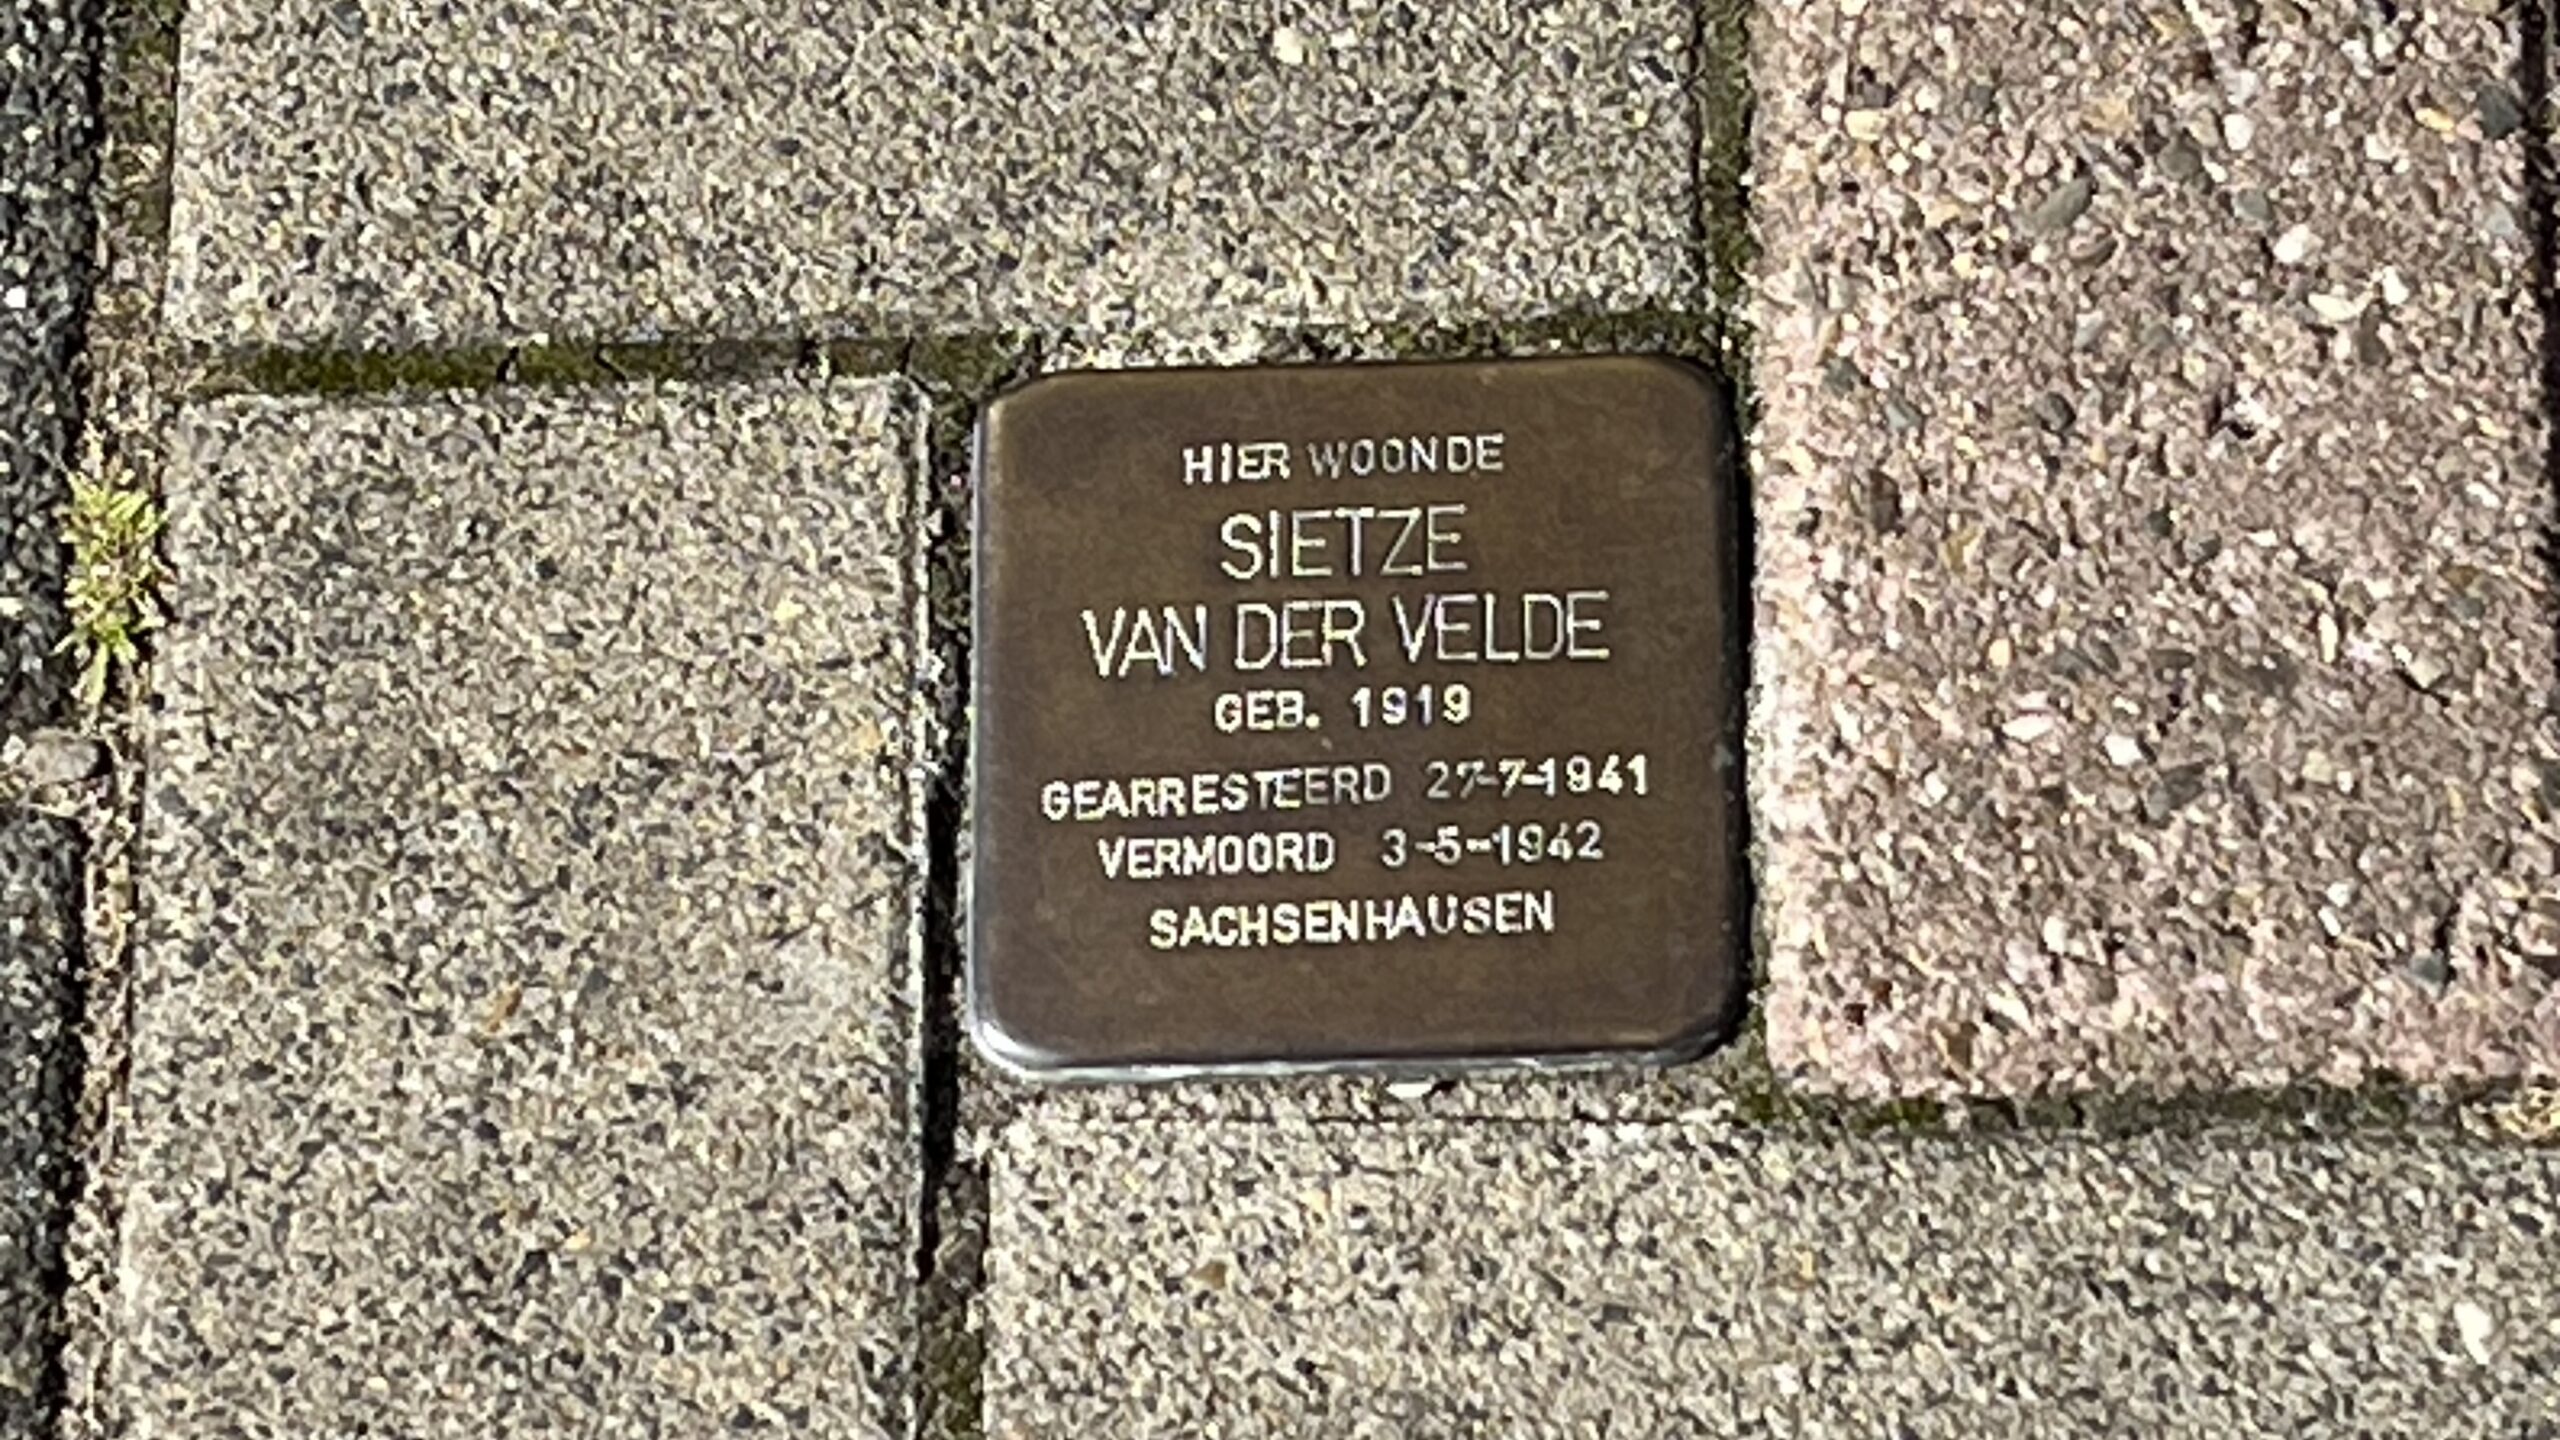 HIER WOONDE
SIETZE
VAN DER VELDE
GEB. 1919
GEARRESTEERD 27-7-1941
VERMOORD 3-5-1942
SACHSENHAUSEN